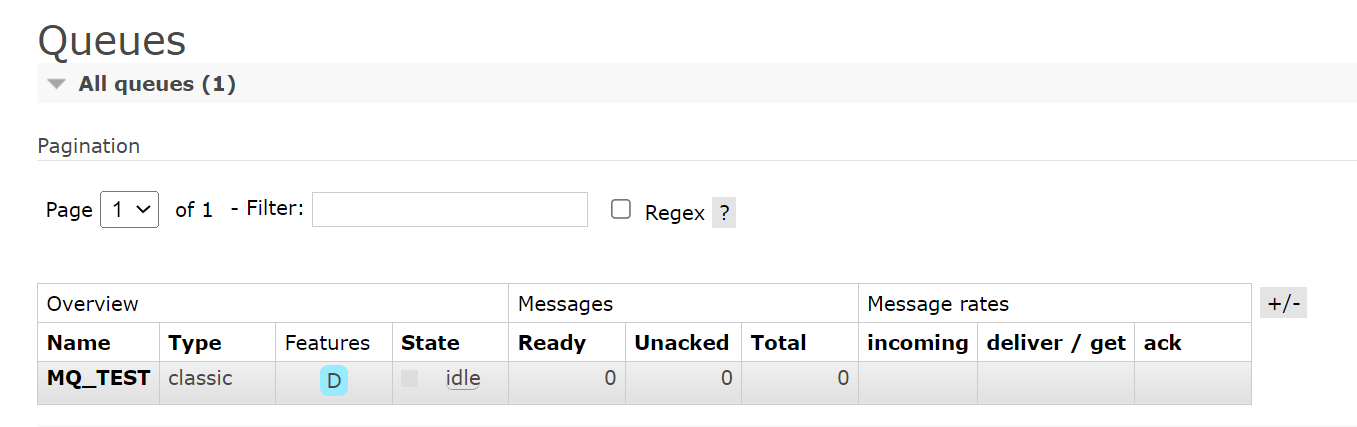 Queues
All queues (1)
Pagination
Page 1 of 1 - Filter: Regex ?
Overview Messages Message rates +/-
Name Type Features State Ready Unacked Total incoming deliver / get ack
MQ_TEST classic D idle 0 0 0